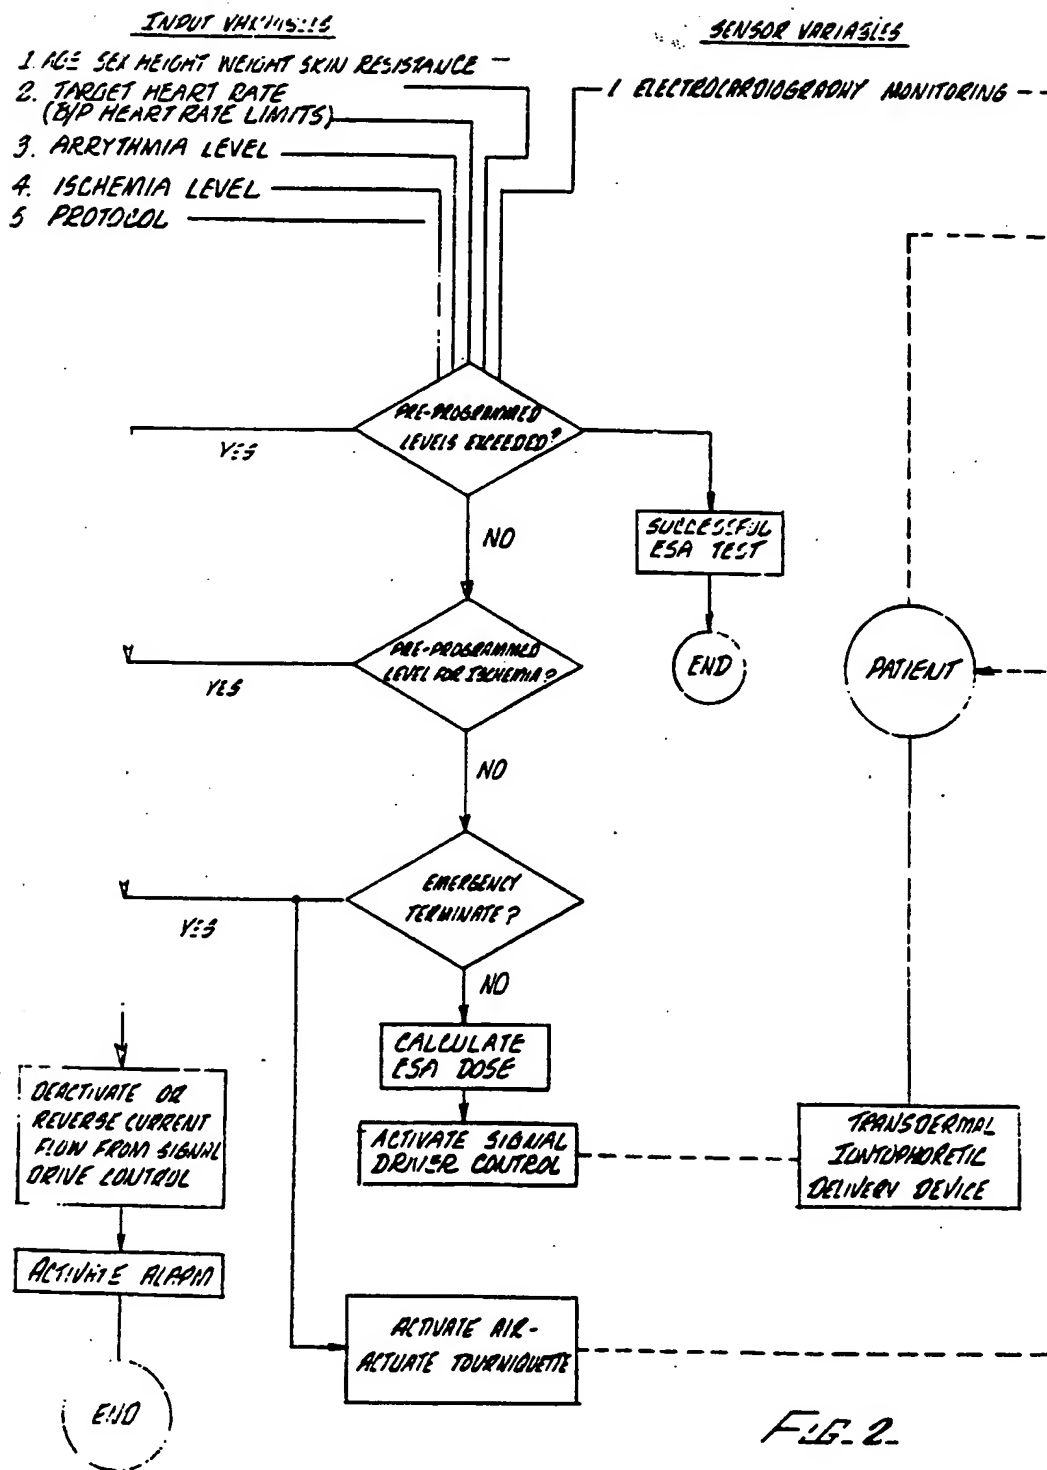 INPUT VARIABLES
SENSOR VARIABLES
1. AGE SEX HEIGHT WEIGHT SKIN RESISTANCE
2. TARGET HEART RATE
(B/P HEART RATE LIMITS)
1 ELECTROCARDIOGRAPHY MONITORING
3. ARRYTHMIA LEVEL
4. ISCHEMIA LEVEL
5 PROTOCOL
PRE-PROGRAMMED
LEVELS EXCEEDED?
YES
NO
SUCCESSFUL
ESA TEST
END
PRE-PROGRAMMED
LEVEL FOR ISCHEMIA?
YES
NO
PATIENT
EMERGENCY
TERMINATE?
YES
NO
CALCULATE
ESA DOSE
ACTIVATE SIGNAL
DRIVER CONTROL
TRANSDERMAL
IONTOPHORETIC
DELIVERY DEVICE
DEACTIVATE OR
REVERSE CURRENT
FLOW FROM SIGNAL
DRIVE CONTROL
ACTIVATE ALARM
END
ACTIVATE AIR-
ACTUATE TOURNIQUETTE
FIG. 2